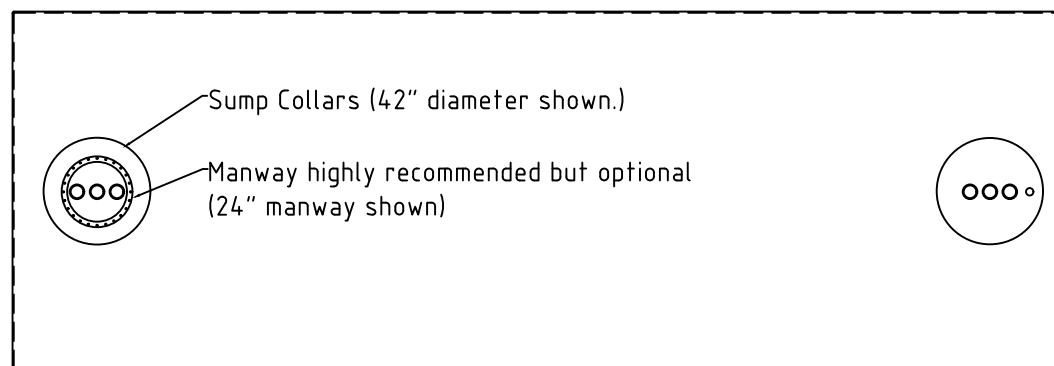 Sump Collars (42" diameter shown.)
Manway highly recommended but optional
(24" manway shown)